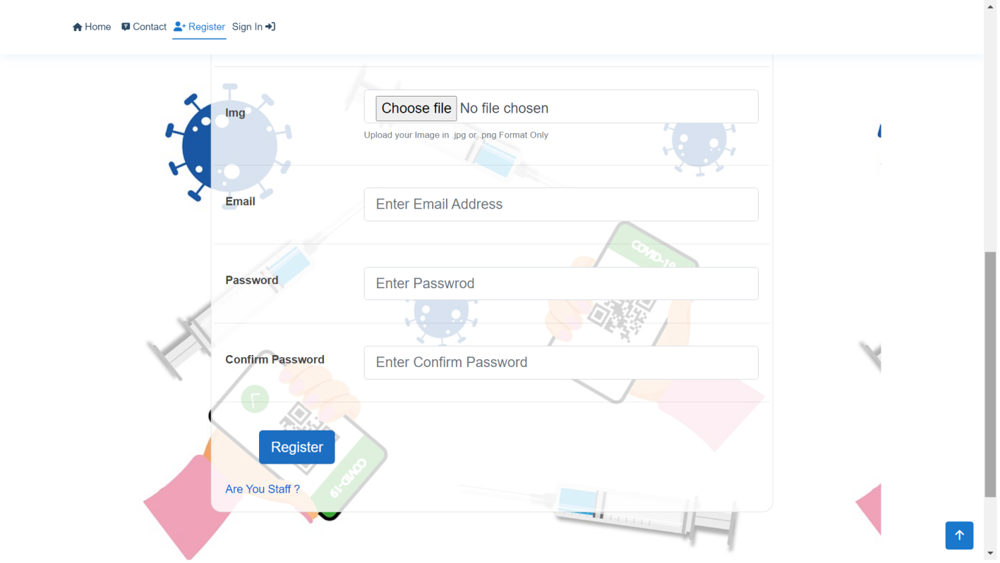 Home Contact Register Sign In
Img
Choose file No file chosen
Upload your Image in .jpg or .png Format Only
Email
Enter Email Address
COVID-19
Password
Enter Passwrod
Confirm Password
Enter Confirm Password
Register
COVID-19
Are You Staff ?